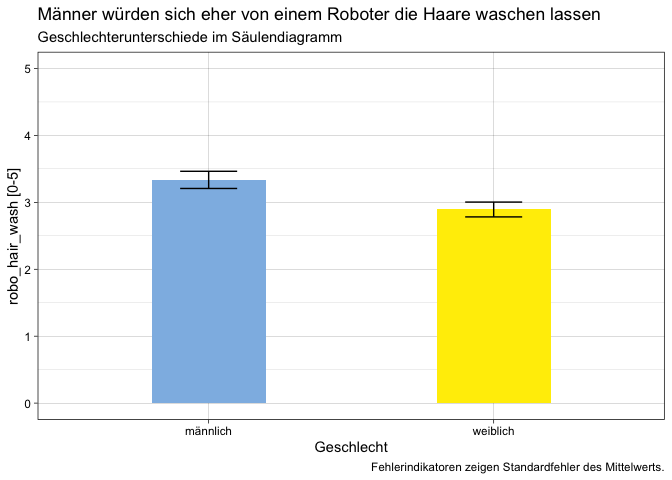 Männer würden sich eher von einem Roboter die Haare waschen lassen
Geschlechterunterschiede im Säulendiagramm
robo_hair_wash [0-5]
5
4
3
2
1
0
männlich
weiblich
Geschlecht
Fehlerindikatoren zeigen Standardfehler des Mittelwerts.